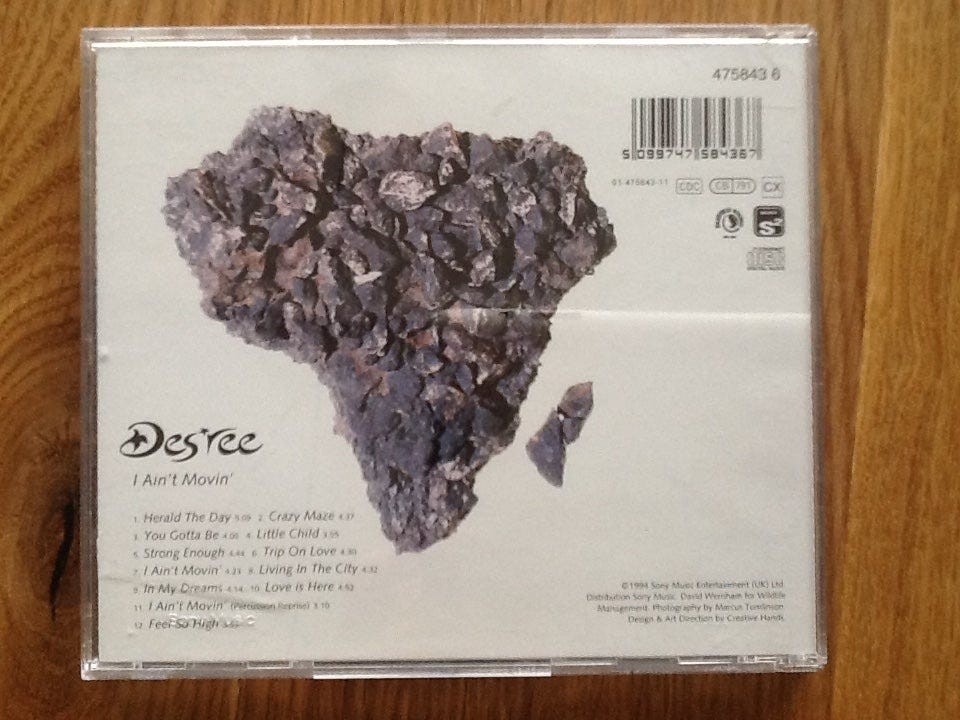 475843 6
5 099747 584367
01-475843-11 CDC CB 791 CX
Des'ree
I Ain't Movin'
1. Herald The Day 5.09 2. Crazy Maze 4.37
3. You Gotta Be 4.06 4. Little Child 3.55
5. Strong Enough 4.44 6. Trip On Love 4.30
7. I Ain't Movin' 4.23 8. Living In The City 4.32
9. In My Dreams 4.14 10. Love is Here 4.52
11. I Ain't Movin' (Percussion Reprise) 3.10
12. Feel So High
©1994 Sony Music Entertainment (UK) Ltd.
Distribution Sony Music. David Wernham for Wildlife
Management. Photography by Marcus Tomlinson.
Design & Art Direction by Creative Hands.